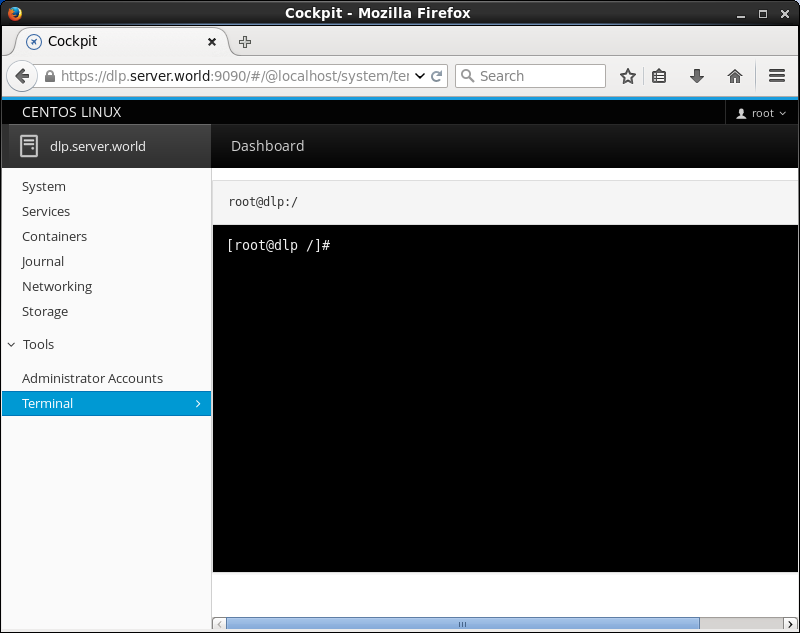 Cockpit - Mozilla Firefox
Cockpit
https://dlp.server.world:9090/#/@localhost/system/ter
Search
CENTOS LINUX
root
dlp.server.world
Dashboard
System
Services
Containers
Journal
Networking
Storage
Tools
Administrator Accounts
Terminal
root@dlp:/
[root@dlp /]#